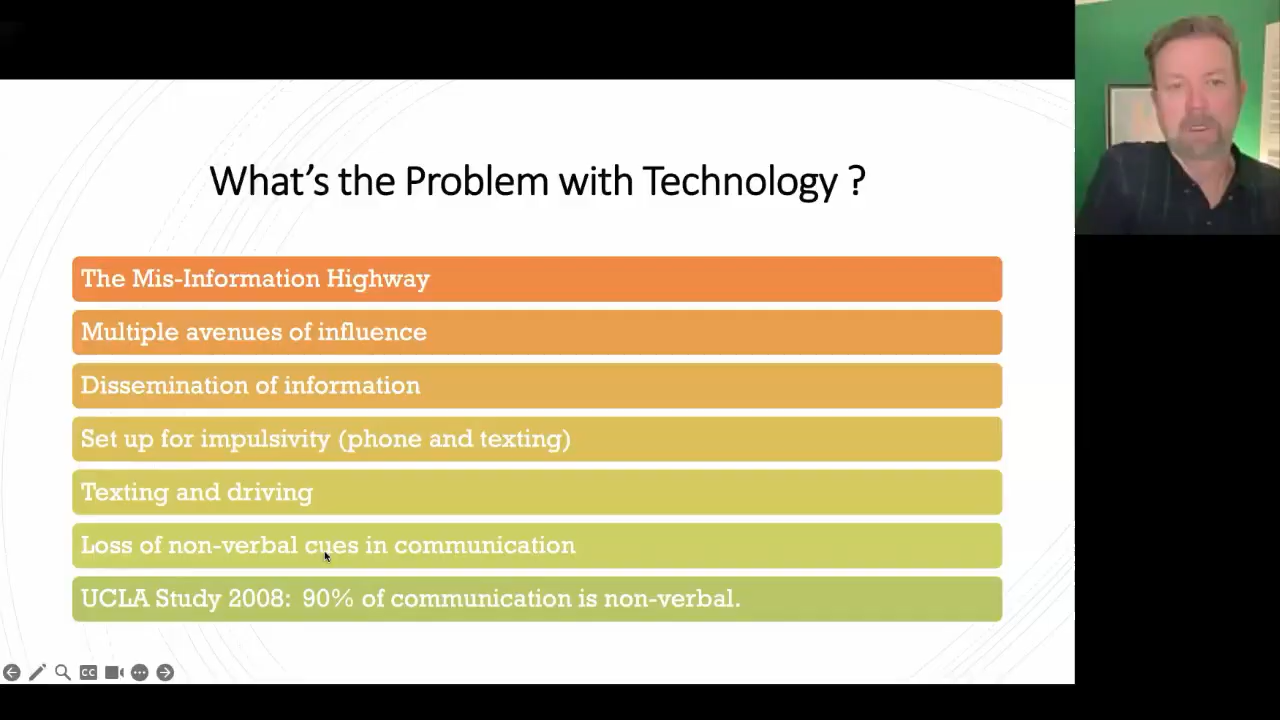 What's the Problem with Technology ?
The Mis-Information Highway
Multiple avenues of influence
Dissemination of information
Set up for impulsivity (phone and texting)
Texting and driving
Loss of non-verbal cues in communication
UCLA Study 2008: 90% of communication is non-verbal.
CC